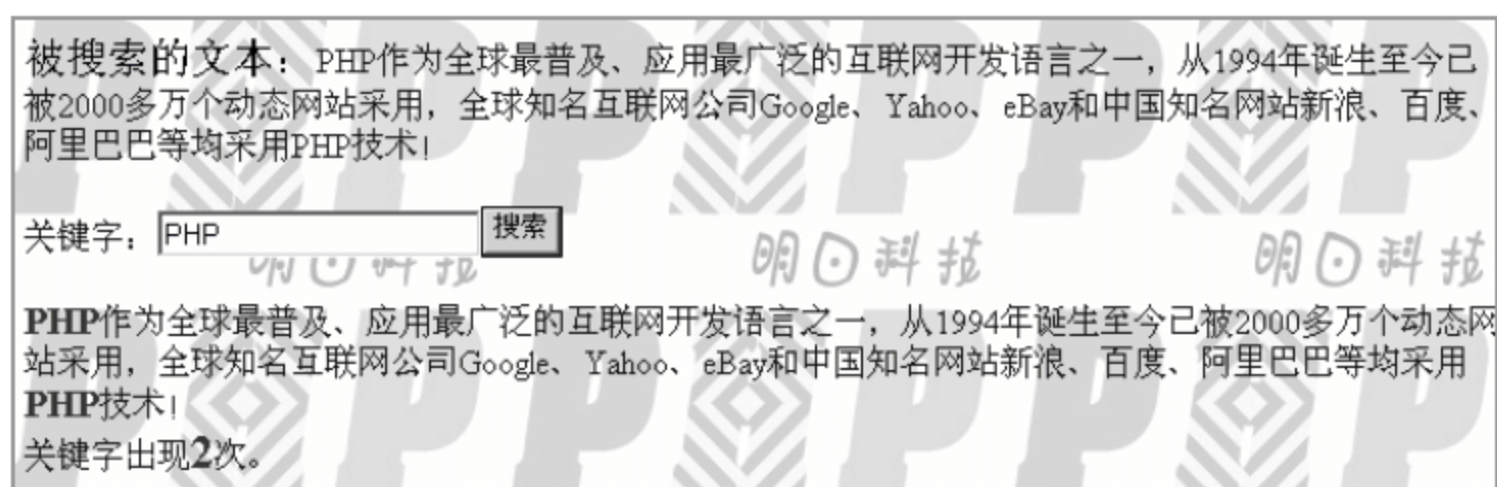 被搜索的文本：PHP作为全球最普及、应用最广泛的互联网开发语言之一，从1994年诞生至今已
被2000多万个动态网站采用，全球知名互联网公司Google、Yahoo、eBay和中国知名网站新浪、百度、
阿里巴巴等均采用PHP技术！
关键字：PHP 搜索
明日科技 明日科技 明日科技
PHP作为全球最普及、应用最广泛的互联网开发语言之一，从1994年诞生至今已被2000多万个动态网
站采用，全球知名互联网公司Google、Yahoo、eBay和中国知名网站新浪、百度、阿里巴巴等均采用
PHP技术！
关键字出现2次。